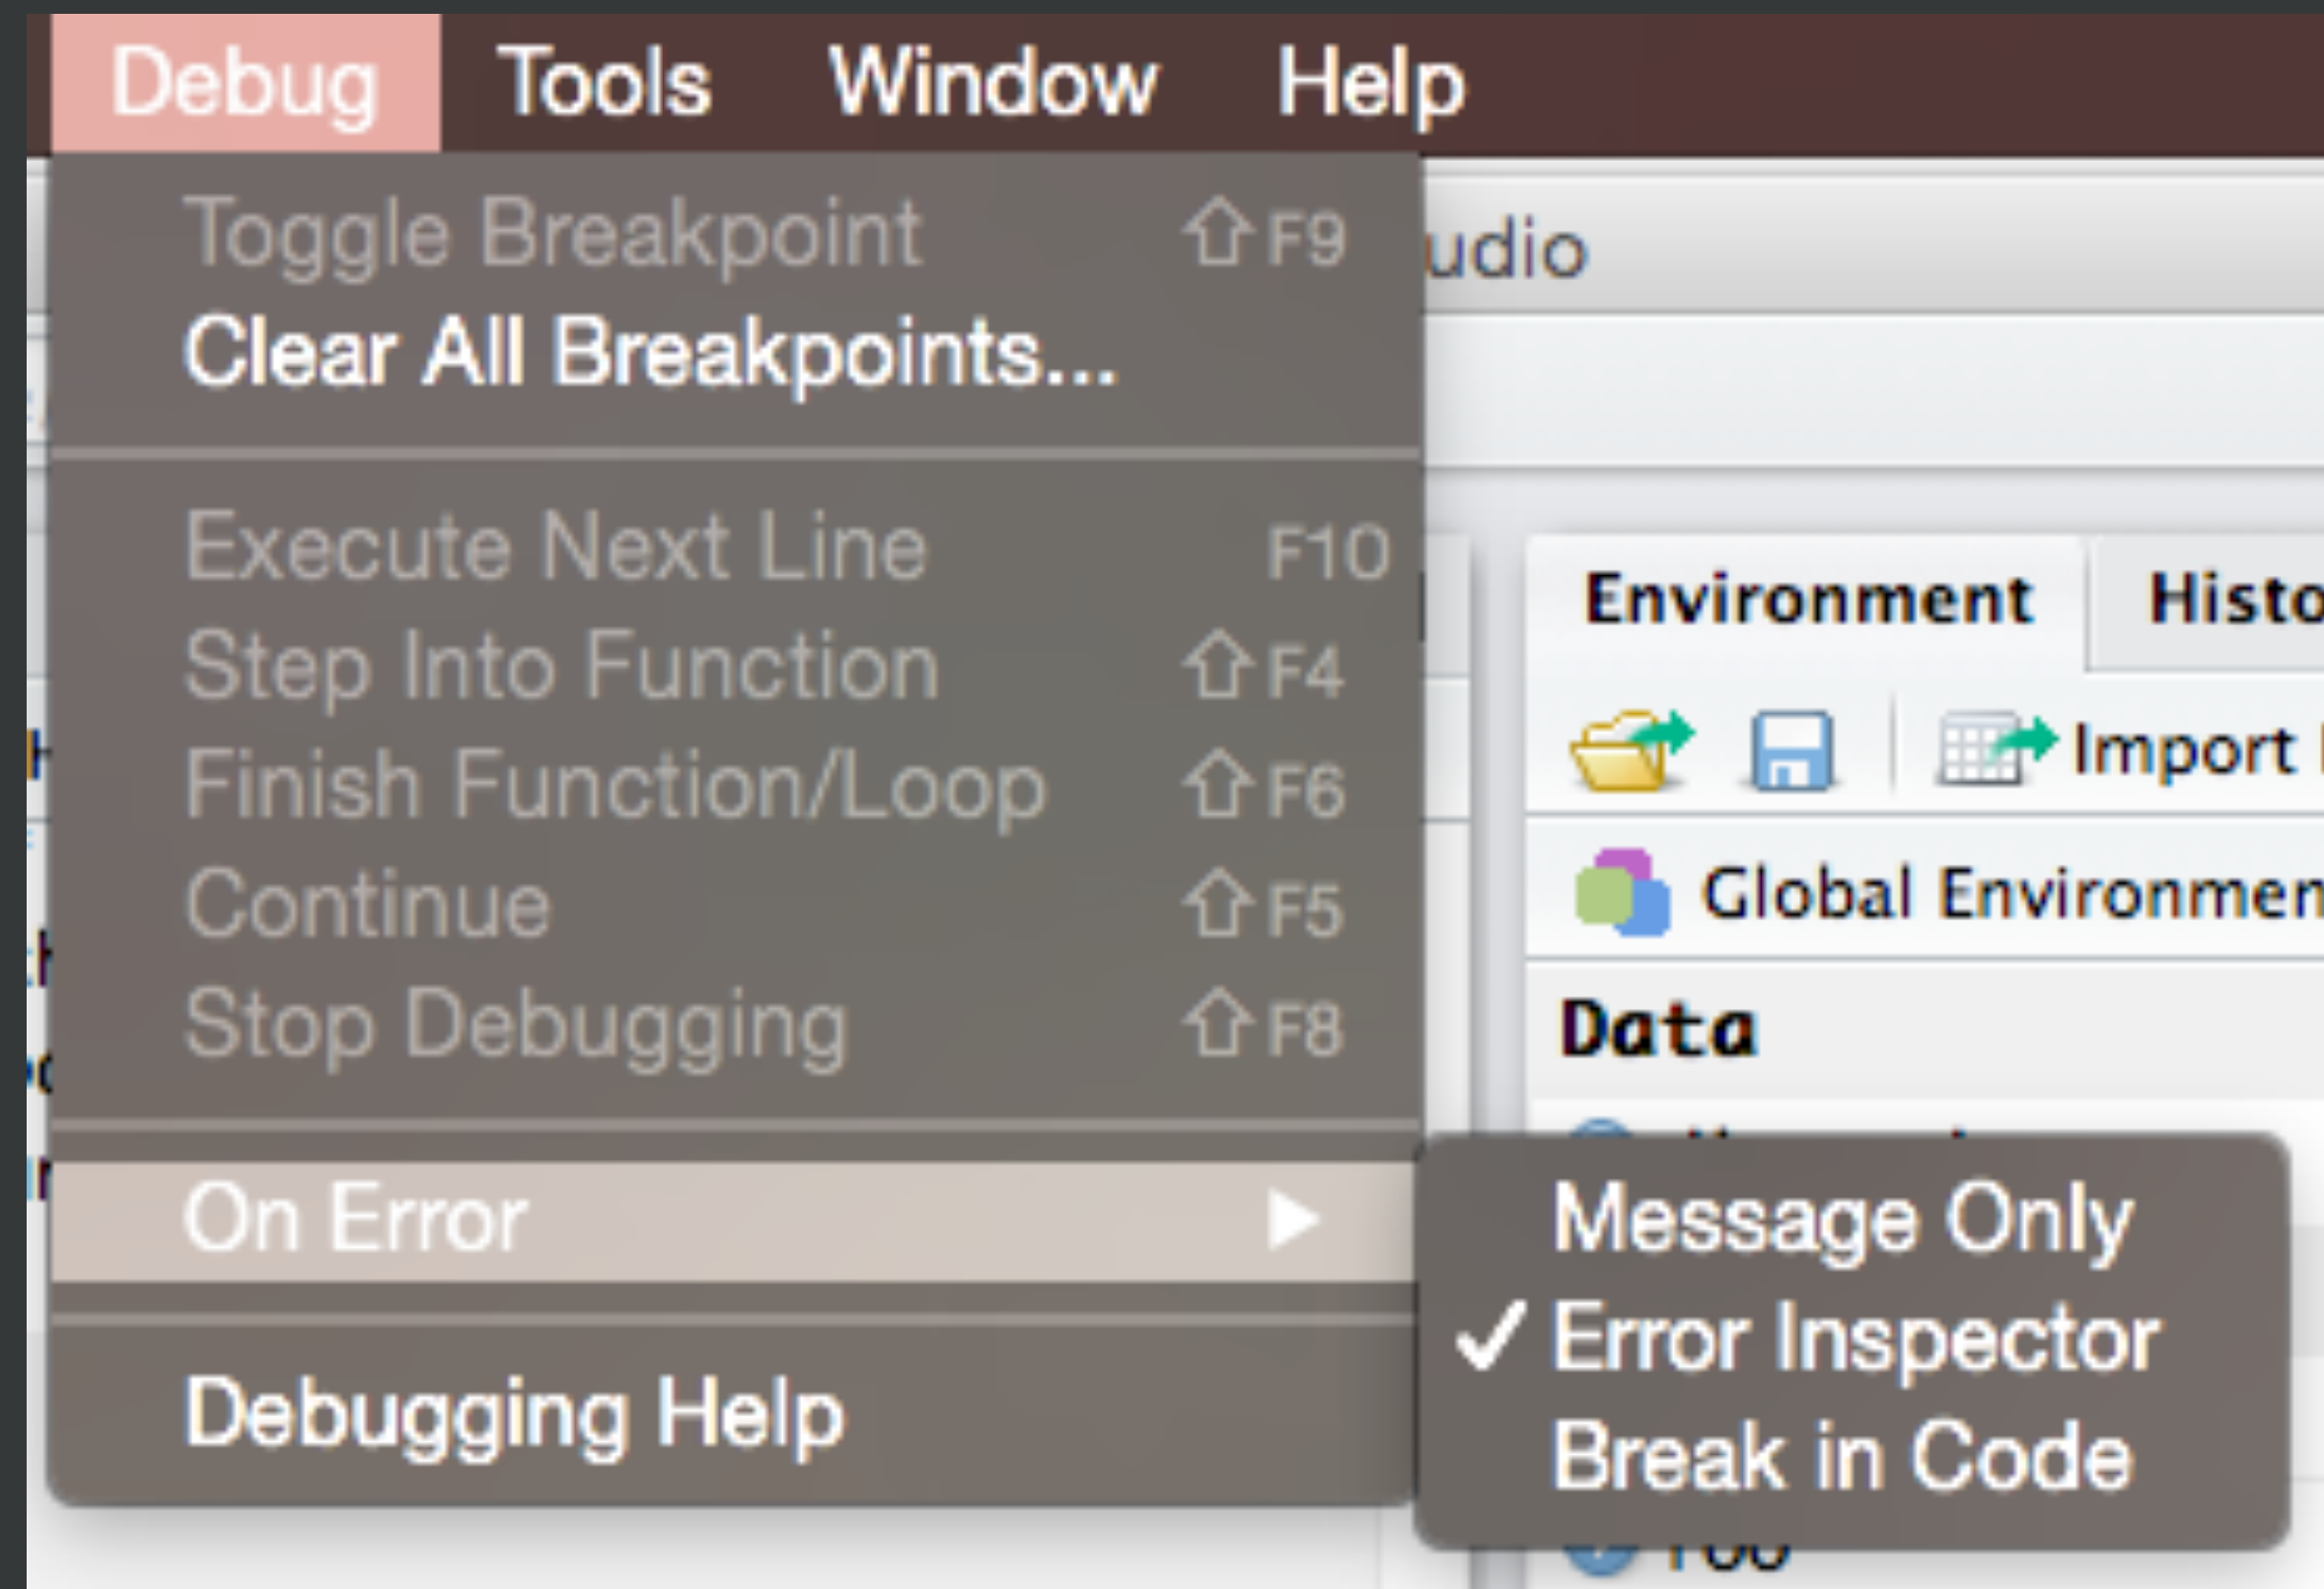 Debug Tools Window Help
Toggle Breakpoint ⇧F9
udio
Clear All Breakpoints...
Execute Next Line F10
Environment Histo
Step Into Function ⇧F4
Finish Function/Loop ⇧F6
Import
Continue ⇧F5
Global Environmen
Stop Debugging ⇧F8
Data
On Error ▶
Message Only
✓ Error Inspector
Break in Code
Debugging Help